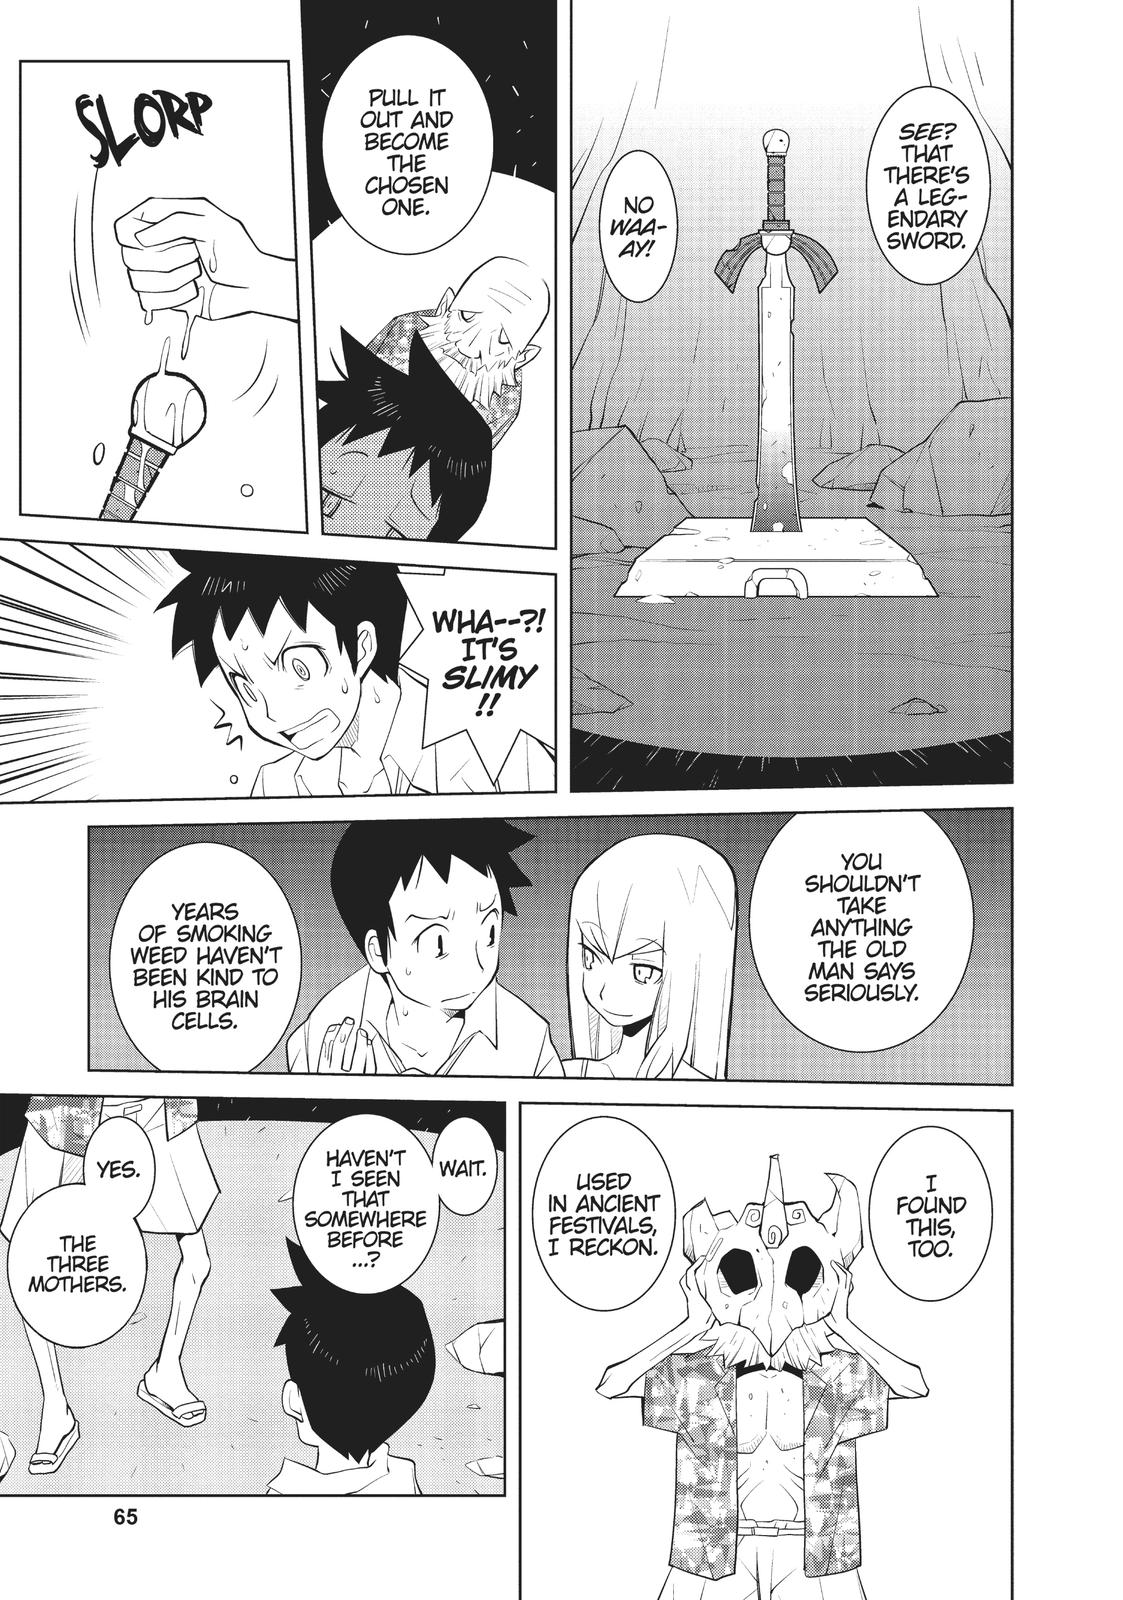 SEE?
THAT
THERE'S
A LEG-
ENDARY
SWORD.
NO
WAA-
AY!
PULL IT
OUT AND
BECOME
THE
CHOSEN
ONE.
SLORP
WHA--?!
IT'S
SLIMY
!!
YOU
SHOULDN'T
TAKE
ANYTHING
THE OLD
MAN SAYS
SERIOUSLY.
YEARS
OF SMOKING
WEED HAVEN'T
BEEN KIND TO
HIS BRAIN
CELLS.
I
FOUND
THIS,
TOO.
USED
IN ANCIENT
FESTIVALS,
I RECKON.
WAIT.
HAVEN'T
I SEEN
THAT
SOMEWHERE
BEFORE
...?
YES.
THE
THREE
MOTHERS.
65